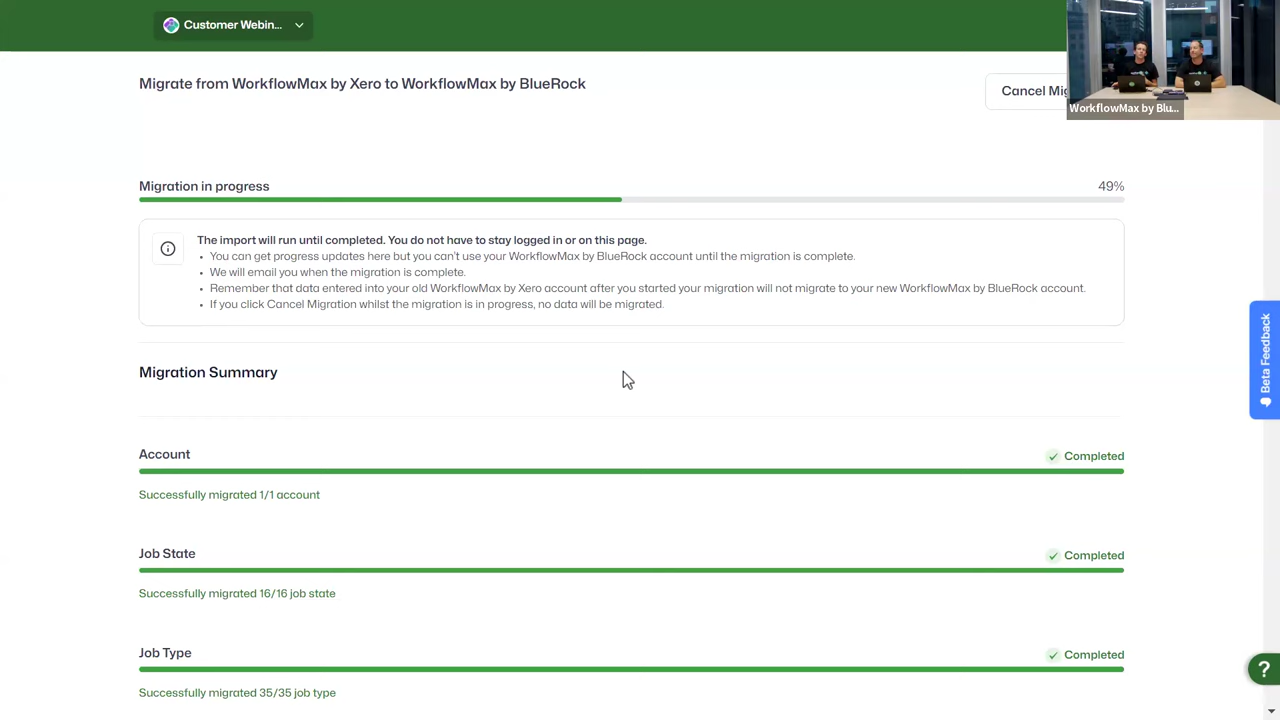 Customer Webin...
Migrate from WorkflowMax by Xero to WorkflowMax by BlueRock
Cancel Mi
WorkflowMax by Blu...
Migration in progress
49%
The import will run until completed. You do not have to stay logged in or on this page.
• You can get progress updates here but you can't use your WorkflowMax by BlueRock account until the migration is complete.
• We will email you when the migration is complete.
• Remember that data entered into your old WorkflowMax by Xero account after you started your migration will not migrate to your new WorkflowMax by BlueRock account.
• If you click Cancel Migration whilst the migration is in progress, no data will be migrated.
Beta Feedback
Migration Summary
Account
Completed
Successfully migrated 1/1 account
Job State
Completed
Successfully migrated 16/16 job state
Job Type
Completed
Successfully migrated 35/35 job type
?